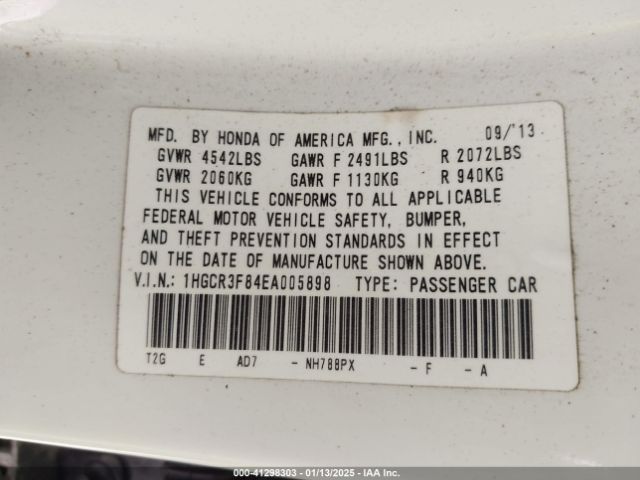 MFD. BY HONDA OF AMERICA MFG., INC. 09/'13
GVWR 4542LBS GAWR F 2491LBS R 2072LBS
GVWR 2060KG GAWR F 1130KG R 940KG
THIS VEHICLE CONFORMS TO ALL APPLICABLE
FEDERAL MOTOR VEHICLE SAFETY, BUMPER,
AND THEFT PREVENTION STANDARDS IN EFFECT
ON THE DATE OF MANUFACTURE SHOWN ABOVE.
V.I.N.: 1HGCR3F84EA005898 TYPE: PASSENGER CAR
T2G E AD7 - NH788PX - F - A
000-41298303 - 01/13/2025 - IAAI.COM